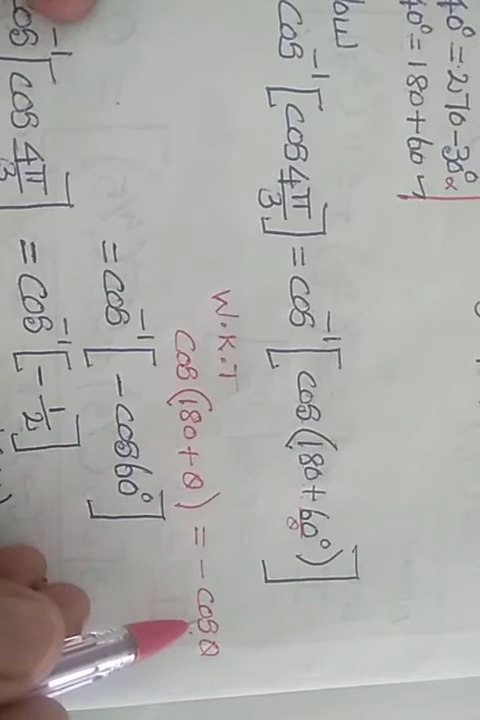 40° = 270 - 30° α
40° = 180 + 60 γ
Now
cos⁻¹[cos 4π/3] = cos⁻¹[cos(180 + 60°)]
θ
W.K.T
cos(180 + θ) = - cosθ
= cos⁻¹[- cos60°]
cos⁻¹[cos 4π/3] = cos⁻¹[- 1/2]